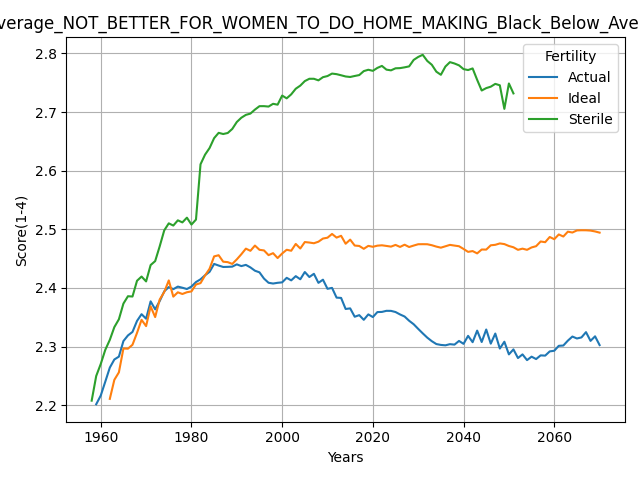 verage_NOT_BETTER_FOR_WOMEN_TO_DO_HOME_MAKING_Black_Below_Ave
Fertility
Actual
Ideal
Sterile
Score(1-4)
2.8
2.7
2.6
2.5
2.4
2.3
2.2
1960 1980 2000 2020 2040 2060
Years